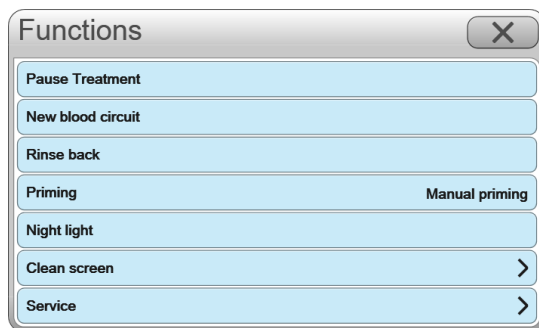 Functions
Pause Treatment
New blood circuit
Rinse back
Priming Manual priming
Night light
Clean screen
Service